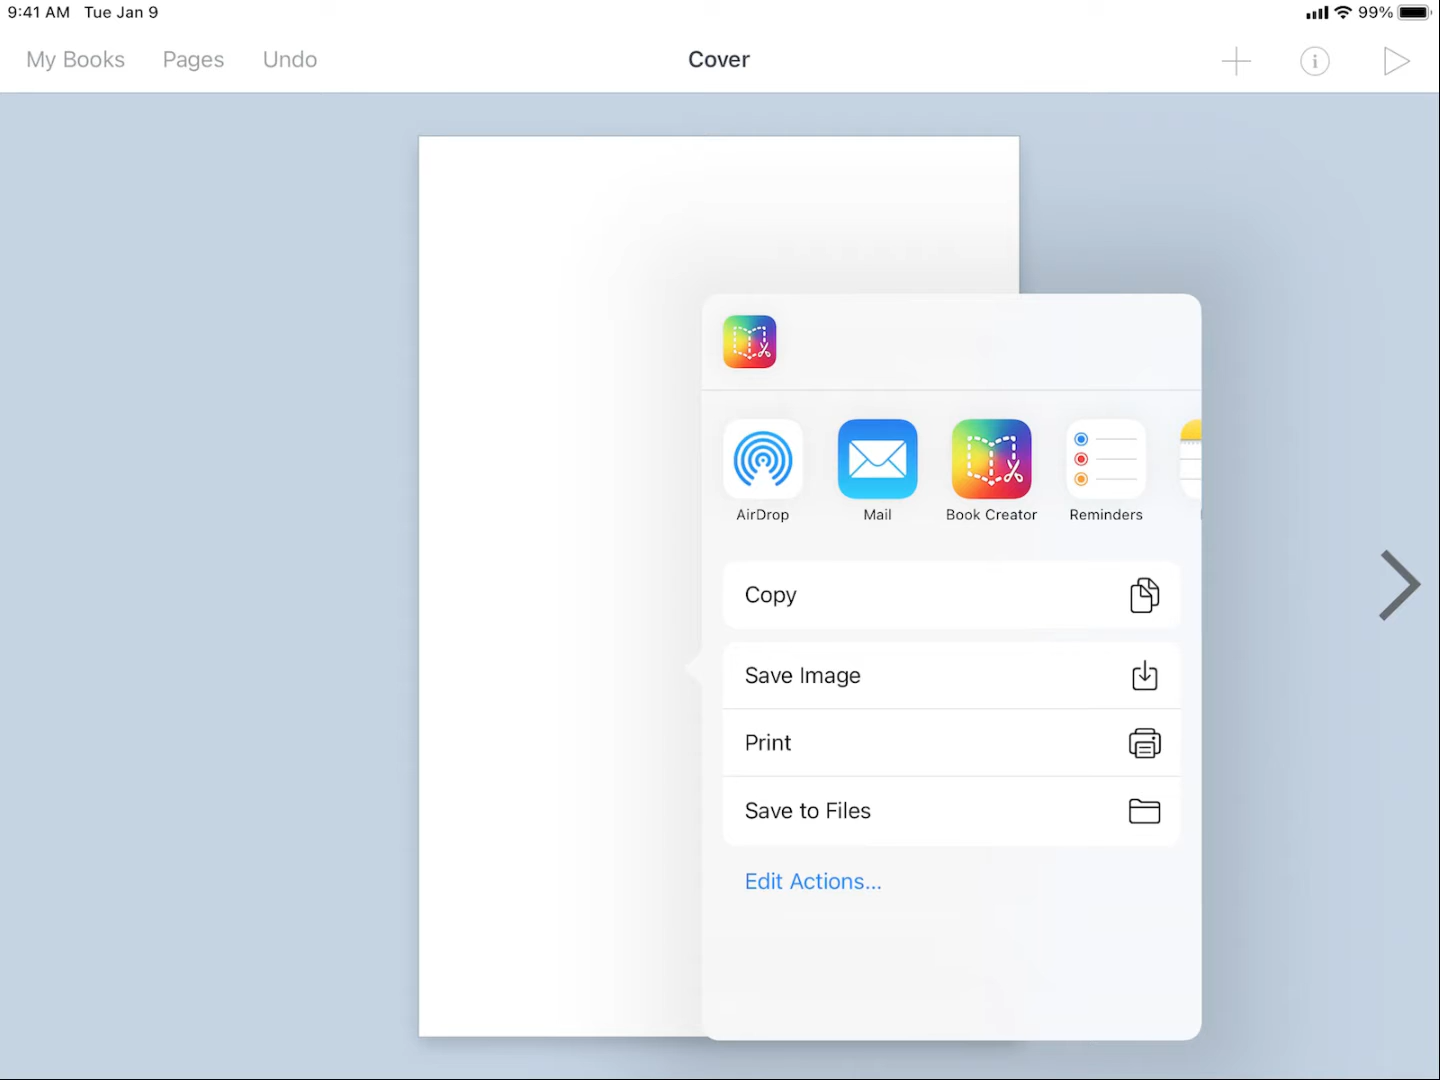 9:41 AM Tue Jan 9
99%
My Books Pages Undo
Cover
AirDrop
Mail
Book Creator
Reminders
Copy
Save Image
Print
Save to Files
Edit Actions...